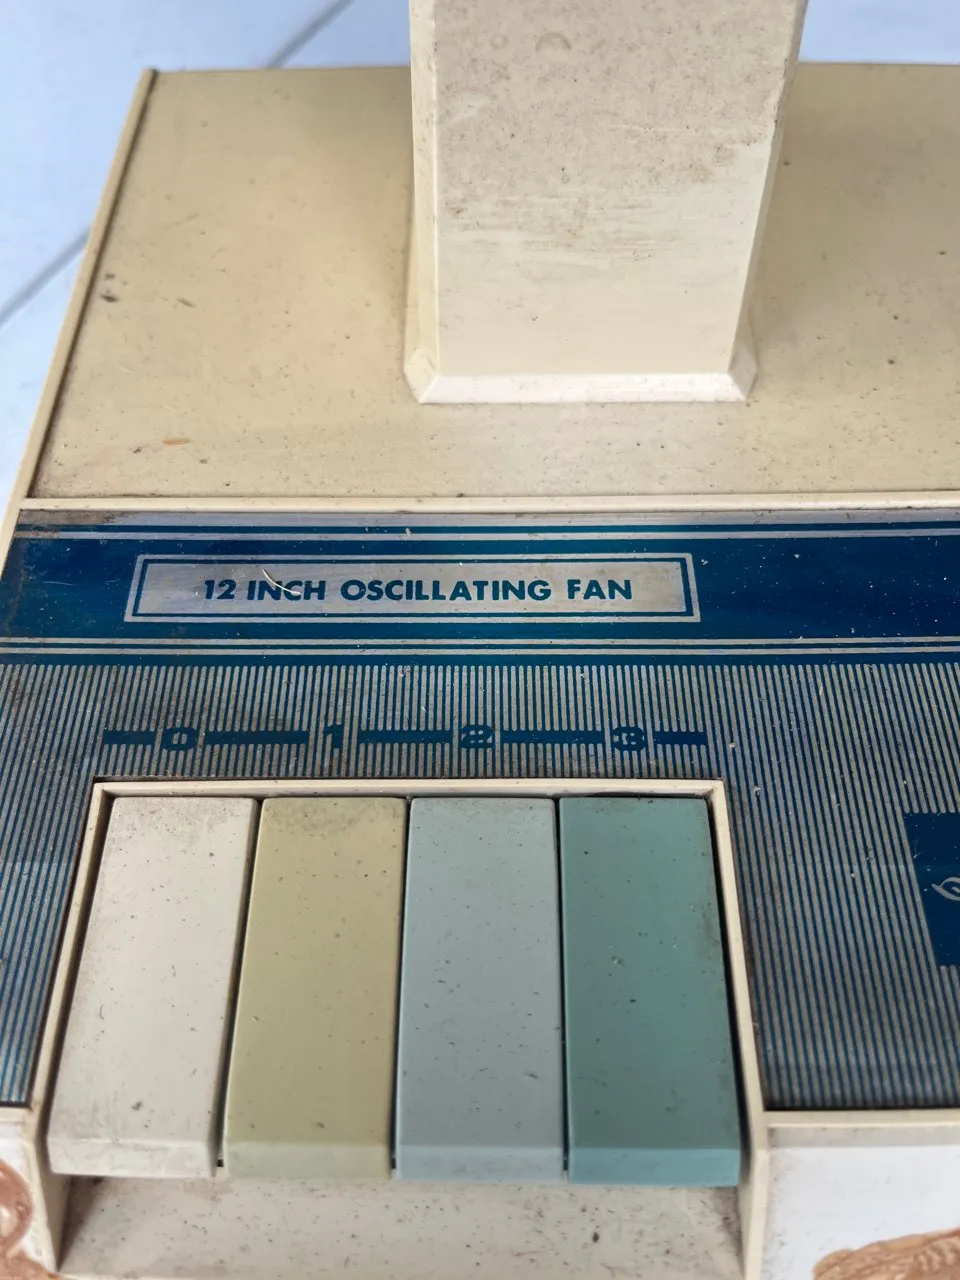 12 INCH OSCILLATING FAN
0 1 2 3